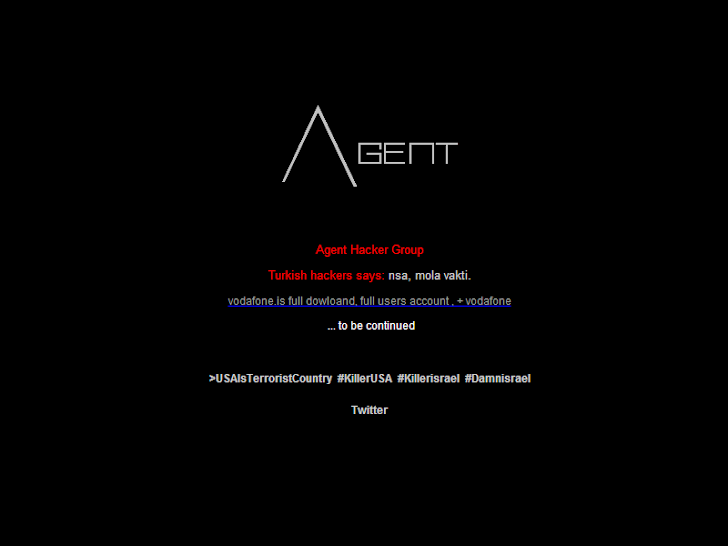 AGENT
Agent Hacker Group
Turkish hackers says: nsa, mola vakti.
vodafone.is full dowloand, full users account , + vodafone
... to be continued
>USAIsTerroristCountry #KillerUSA #Killerisrael #Damnisrael
Twitter